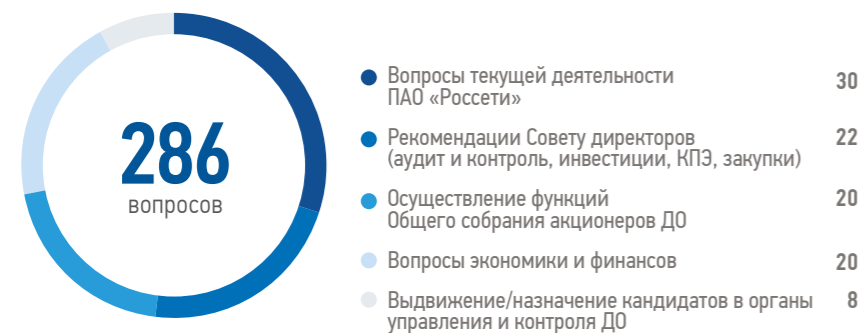 286
вопросов
Вопросы текущей деятельности
ПАО «Россети»
30
Рекомендации Совету директоров
(аудит и контроль, инвестиции, КПЭ, закупки)
22
Осуществление функций
Общего собрания акционеров ДО
20
Вопросы экономики и финансов
20
Выдвижение/назначение кандидатов в органы
управления и контроля ДО
8